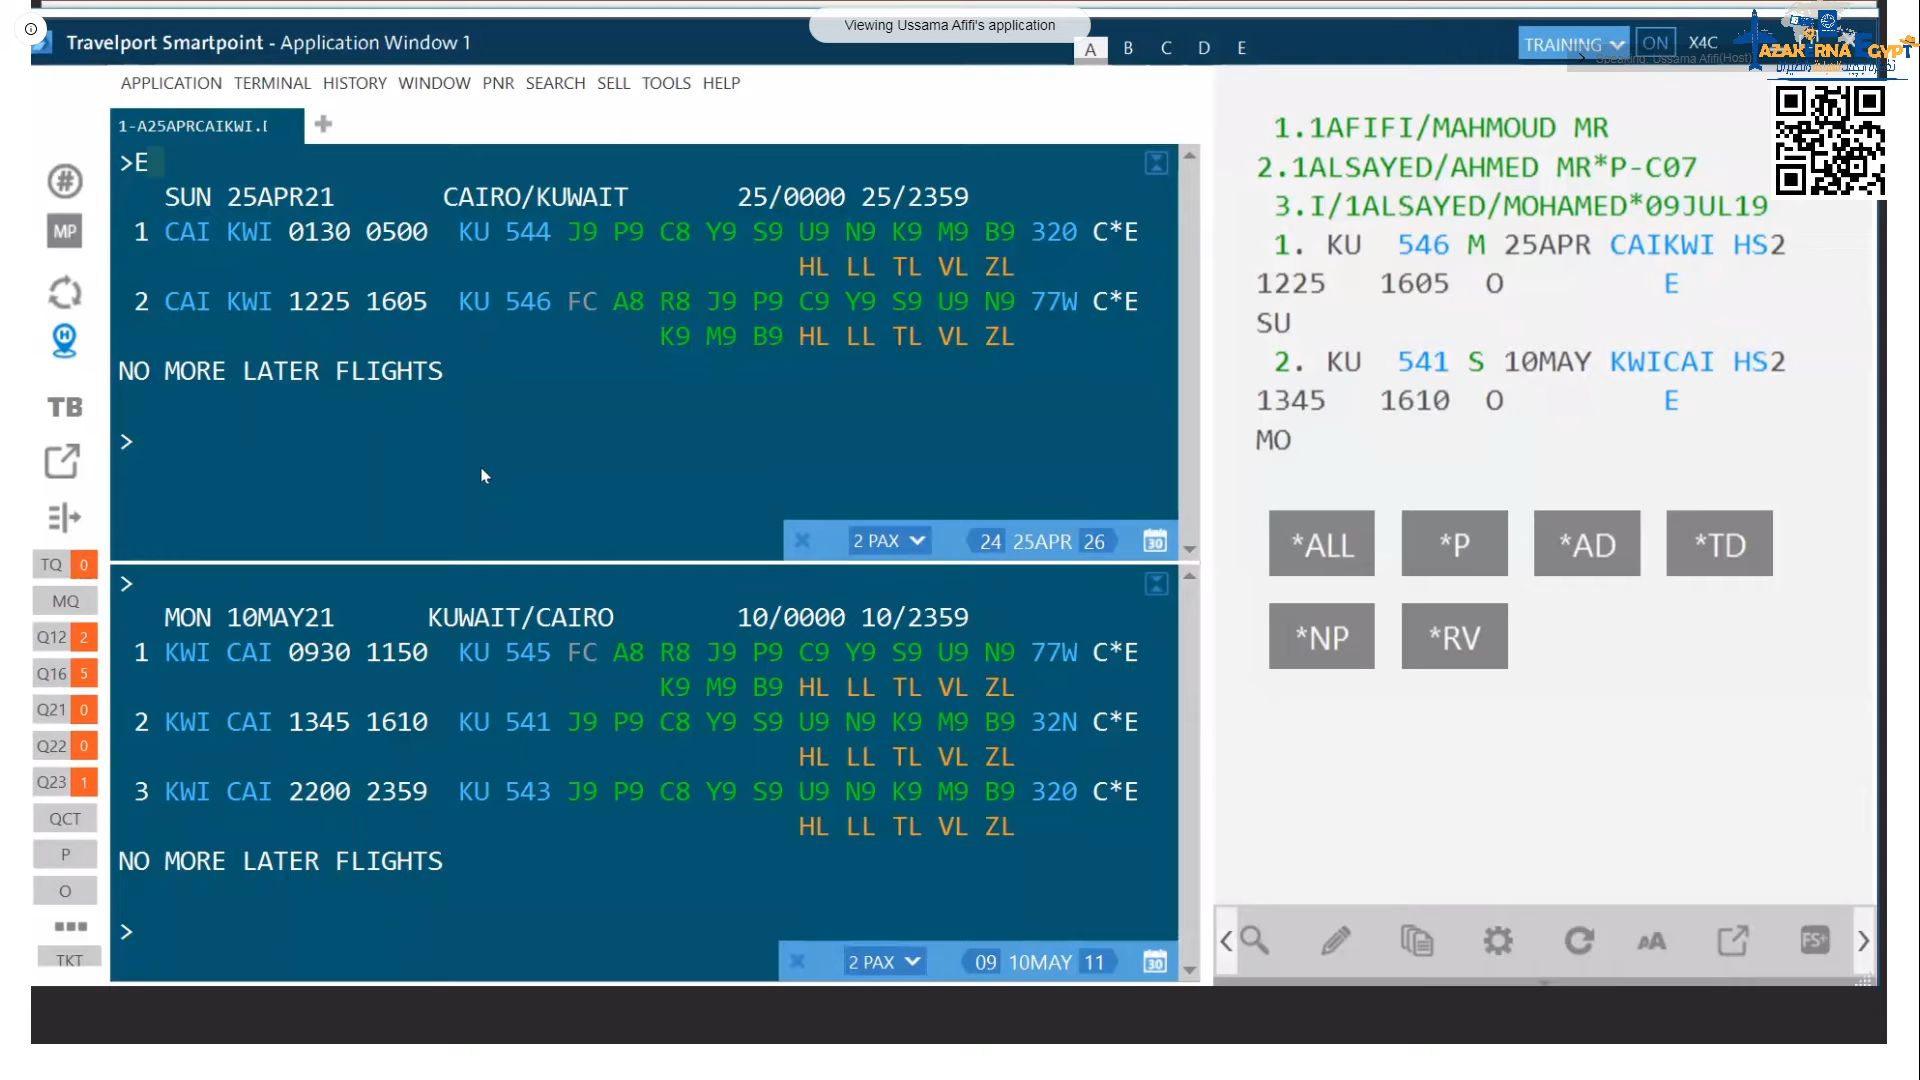 Viewing Ussama Afifi's application
Travelport Smartpoint - Application Window 1
A B C D E
TRAINING ON X4C
Speaking: Ussama Afifi(Host)
APPLICATION TERMINAL HISTORY WINDOW PNR SEARCH SELL TOOLS HELP
1-A25APRCAIKWI.
>E
SUN 25APR21 CAIRO/KUWAIT 25/0000 25/2359
1 CAI KWI 0130 0500 KU 544 J9 P9 C8 Y9 S9 U9 N9 K9 M9 B9 320 C*E
HL LL TL VL ZL
2 CAI KWI 1225 1605 KU 546 FC A8 R8 J9 P9 C9 Y9 S9 U9 N9 77W C*E
K9 M9 B9 HL LL TL VL ZL
NO MORE LATER FLIGHTS
>
2 PAX 24 25APR 26 30
>
MON 10MAY21 KUWAIT/CAIRO 10/0000 10/2359
1 KWI CAI 0930 1150 KU 545 FC A8 R8 J9 P9 C9 Y9 S9 U9 N9 77W C*E
K9 M9 B9 HL LL TL VL ZL
2 KWI CAI 1345 1610 KU 541 J9 P9 C8 Y9 S9 U9 N9 K9 M9 B9 32N C*E
HL LL TL VL ZL
3 KWI CAI 2200 2359 KU 543 J9 P9 C8 Y9 S9 U9 N9 K9 M9 B9 320 C*E
HL LL TL VL ZL
NO MORE LATER FLIGHTS
>
2 PAX 09 10MAY 11 30
#
MP
H
TB
TQ 0
MQ
Q12 2
Q16 5
Q21 0
Q22 0
Q23 1
QCT
P
O
TKT
1.1AFIFI/MAHMOUD MR
2.1ALSAYED/AHMED MR*P-C07
3.I/1ALSAYED/MOHAMED*09JUL19
1. KU 546 M 25APR CAIKWI HS2
1225 1605 O E
SU
2. KU 541 S 10MAY KWICAI HS2
1345 1610 O E
MO
*ALL *P *AD *TD
*NP *RV
AA FS+